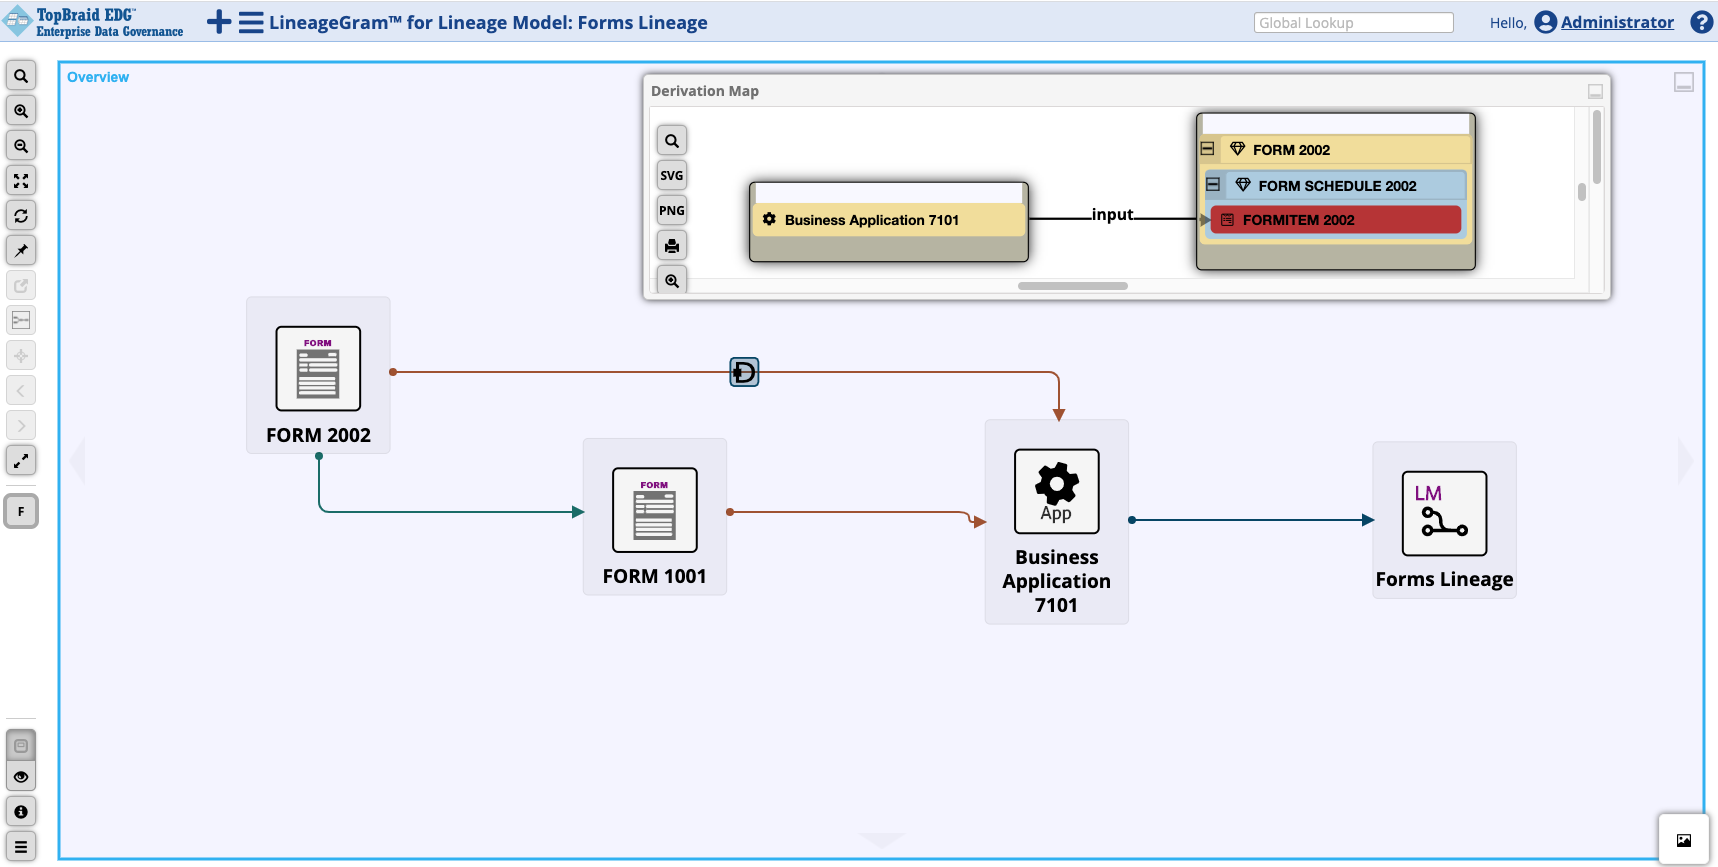 TopBraid EDG™
Enterprise Data Governance
LineageGram™ for Lineage Model: Forms Lineage
Global Lookup
Hello, Administrator
?
Overview
Derivation Map
SVG
PNG
FORM 2002
FORM SCHEDULE 2002
Business Application 7101
input
FORMITEM 2002
FORM
FORM 2002
D
FORM
FORM 1001
App
Business
Application
7101
LM
Forms Lineage
F